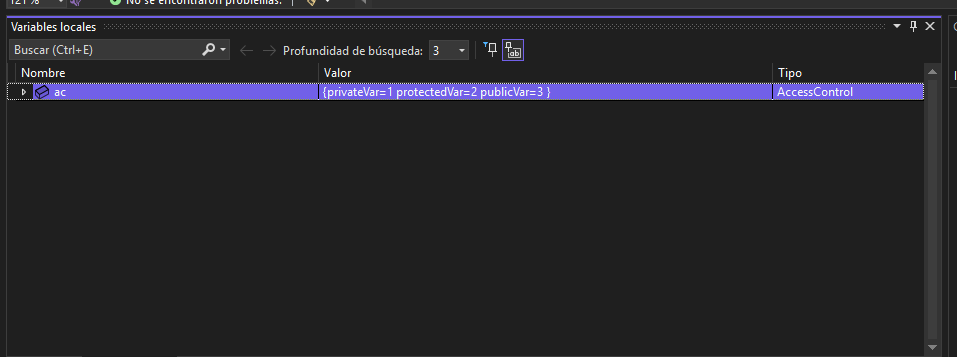 121 % No se encontraron problemas.
Variables locales
Buscar (Ctrl+E) Profundidad de búsqueda: 3
Nombre Valor Tipo
ac {privateVar=1 protectedVar=2 publicVar=3 } AccessControl